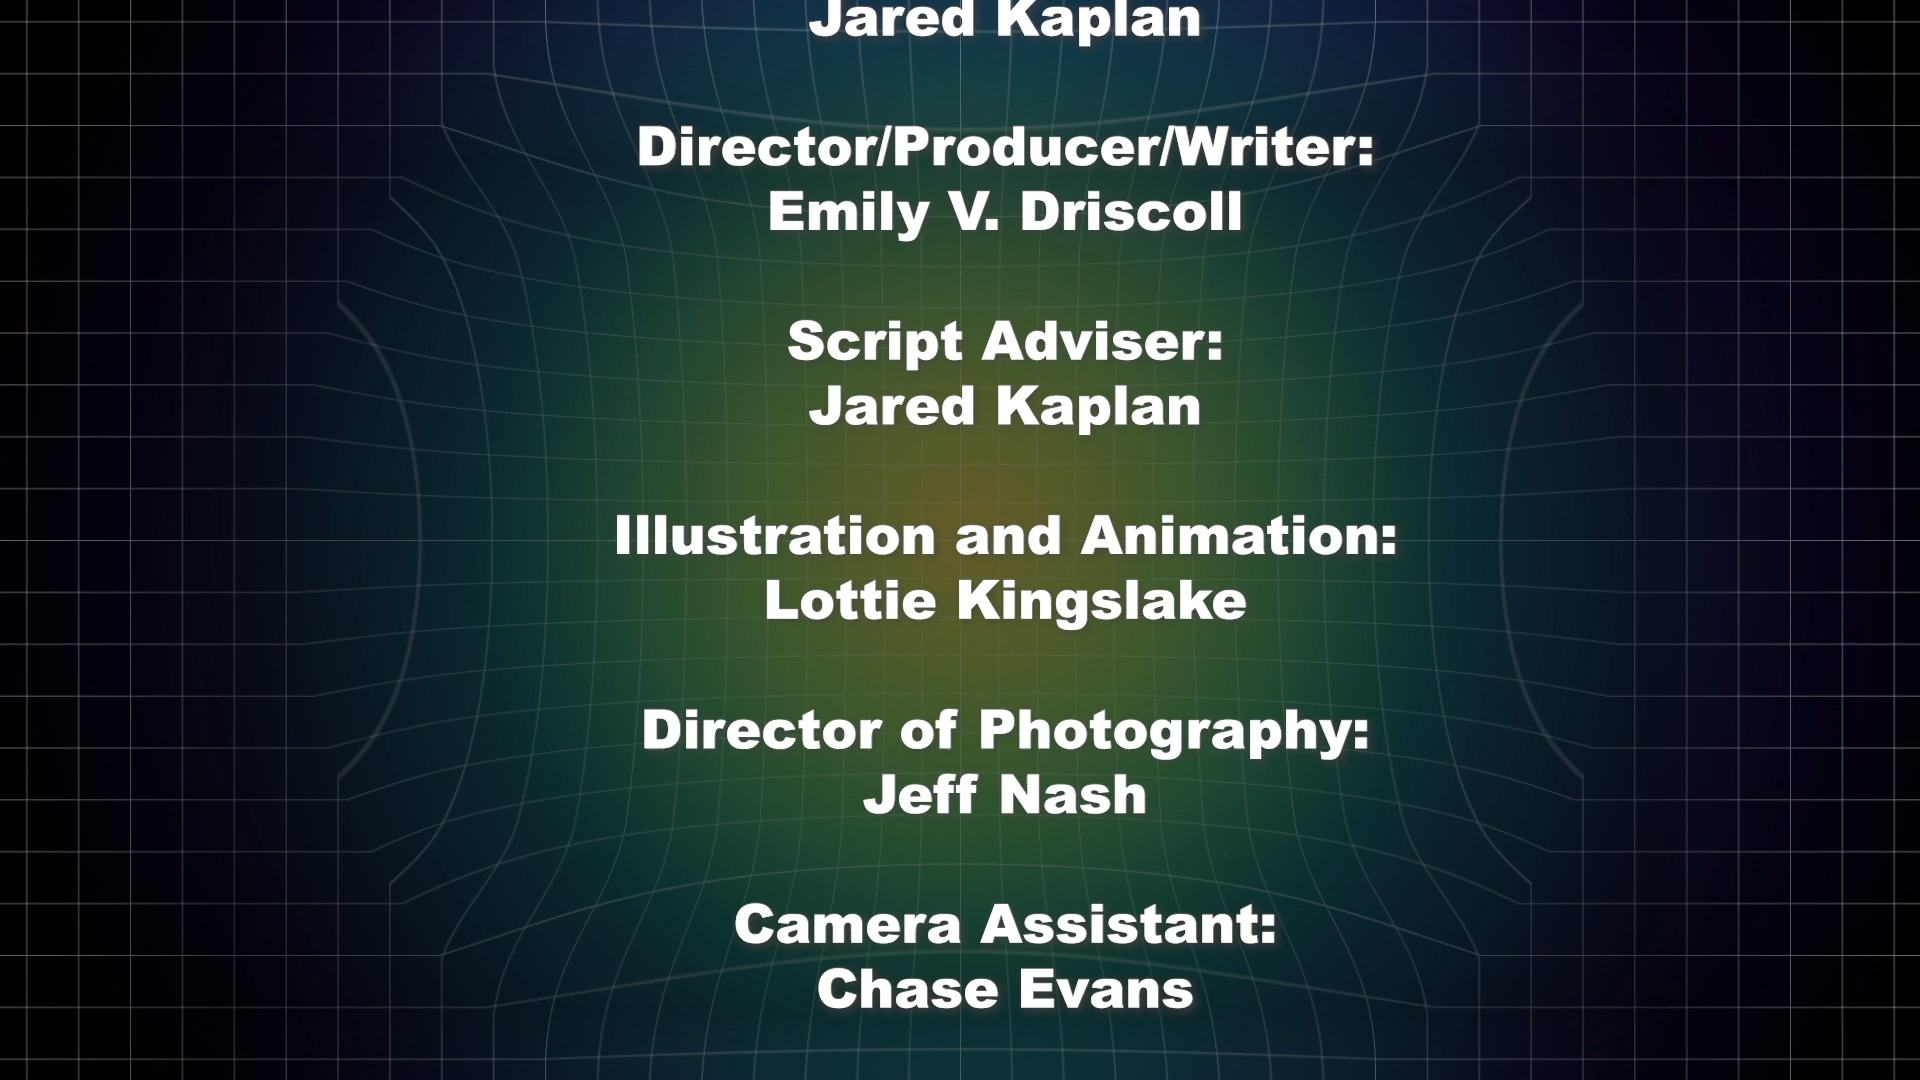 Jared Kaplan
Director/Producer/Writer:
Emily V. Driscoll
Script Adviser:
Jared Kaplan
Illustration and Animation:
Lottie Kingslake
Director of Photography:
Jeff Nash
Camera Assistant:
Chase Evans